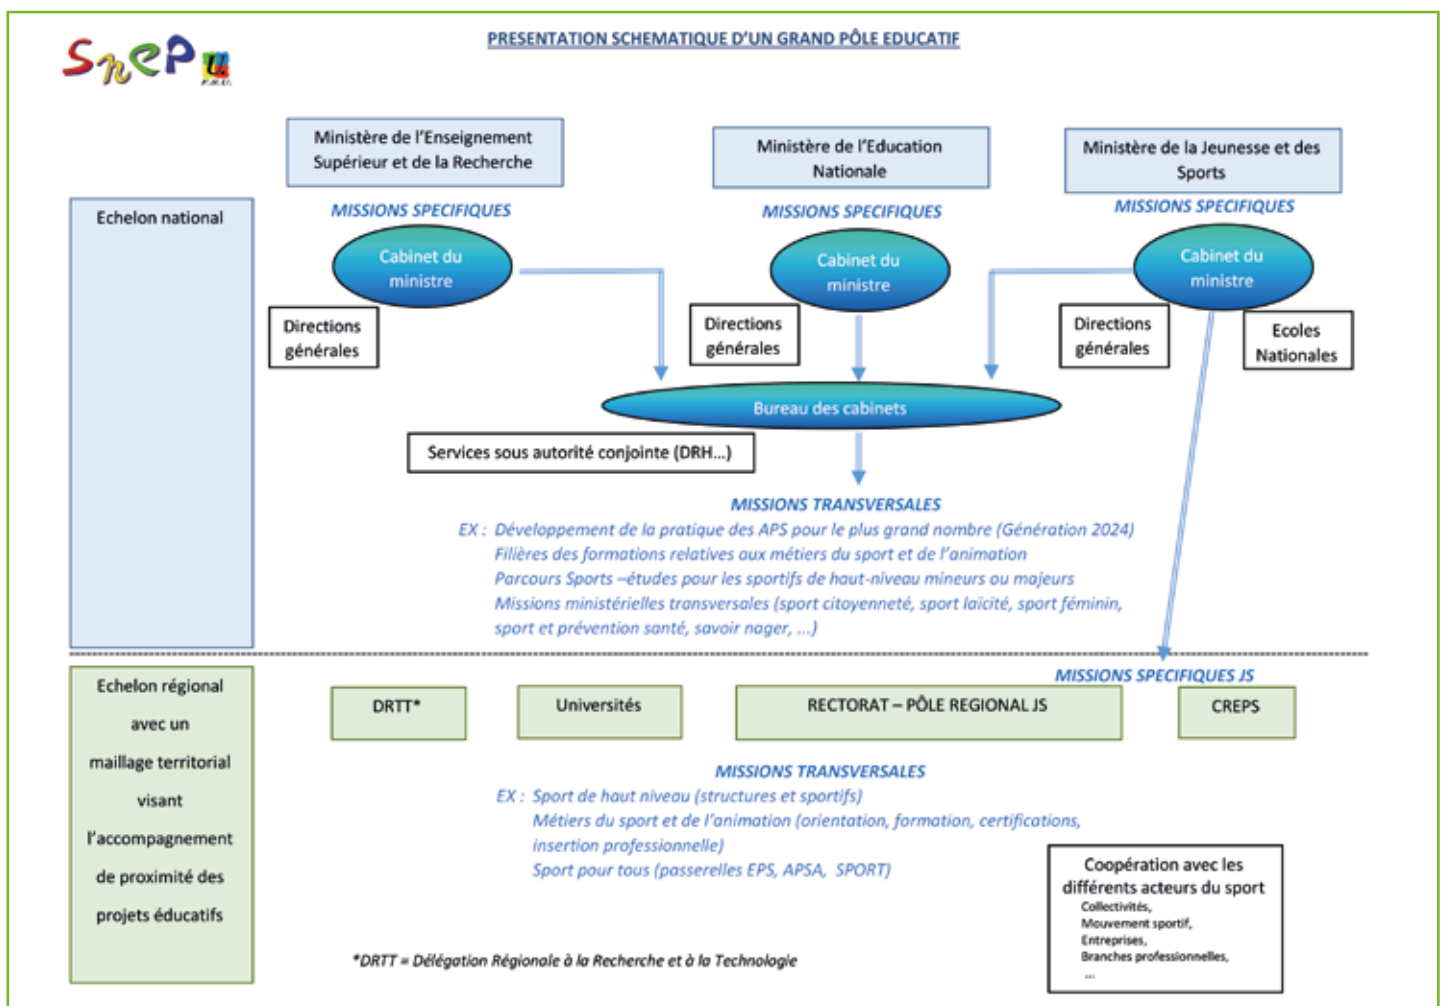 PRESENTATION SCHEMATIQUE D'UN GRAND PÔLE EDUCATIF
SnEP
F.S.U.
Ministère de l'Enseignement
Supérieur et de la Recherche
Ministère de l'Education
Nationale
Ministère de la Jeunesse et des
Sports
Echelon national
MISSIONS SPECIFIQUES
MISSIONS SPECIFIQUES
MISSIONS SPECIFIQUES
Cabinet du
ministre
Cabinet du
ministre
Cabinet du
ministre
Directions
générales
Directions
générales
Directions
générales
Ecoles
Nationales
Bureau des cabinets
Services sous autorité conjointe (DRH...)
MISSIONS TRANSVERSALES
EX : Développement de la pratique des APS pour le plus grand nombre (Génération 2024)
Filières des formations relatives aux métiers du sport et de l'animation
Parcours Sports –études pour les sportifs de haut-niveau mineurs ou majeurs
Missions ministérielles transversales (sport citoyenneté, sport laïcité, sport féminin,
sport et prévention santé, savoir nager, ...)
Echelon régional
avec un
maillage territorial
visant
l'accompagnement
de proximité des
projets éducatifs
MISSIONS SPECIFIQUES JS
DRTT*
Universités
RECTORAT – PÔLE REGIONAL JS
CREPS
MISSIONS TRANSVERSALES
EX : Sport de haut niveau (structures et sportifs)
Métiers du sport et de l'animation (orientation, formation, certifications,
insertion professionnelle)
Sport pour tous (passerelles EPS, APSA, SPORT)
Coopération avec les
différents acteurs du sport
Collectivités,
Mouvement sportif,
Entreprises,
Branches professionnelles,
...
*DRTT = Délégation Régionale à la Recherche et à la Technologie